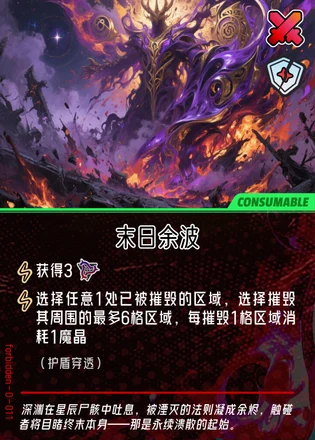 CONSUMABLE
末日余波
获得3
选择任意1处已被摧毁的区域，选择摧毁
其周围的最多6格区域，每摧毁1格区域消
耗1魔晶
（护盾穿透）
forbidden-0-011
深渊在星辰尸骸中吐息，被湮灭的法则凝成余烬，触碰
者将目睹终末本身——那是永续溃散的起始。